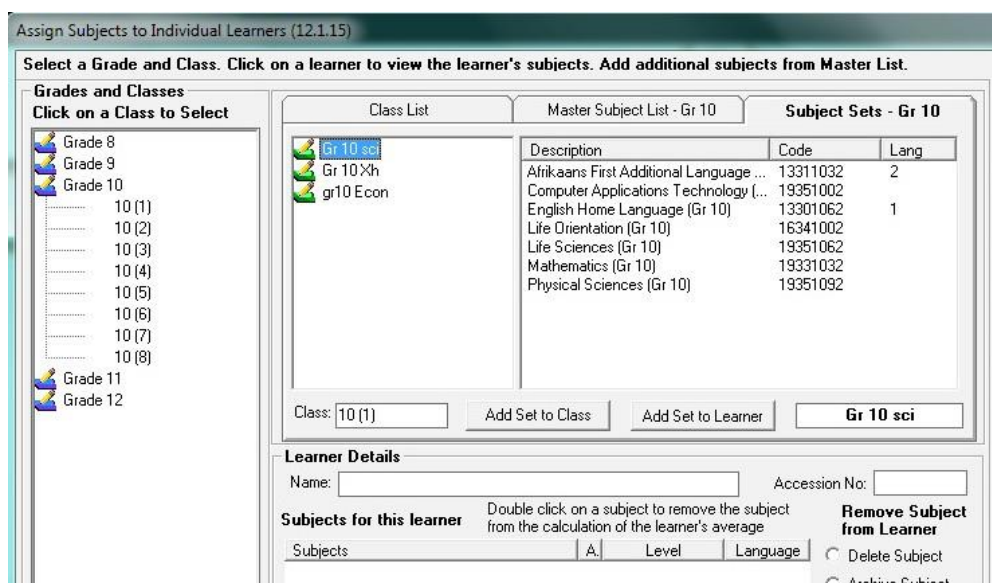 Assign Subjects to Individual Learners (12.1.15)
Select a Grade and Class. Click on a learner to view the learner's subjects. Add additional subjects from Master List.
Grades and Classes
Click on a Class to Select
Grade 8
Grade 9
Grade 10
10 (1)
10 (2)
10 (3)
10 (4)
10 (5)
10 (6)
10 (7)
10 (8)
Grade 11
Grade 12
Class List
Master Subject List - Gr 10
Subject Sets - Gr 10
Gr 10 sci
Gr 10 Xh
gr10 Econ
Description Code Lang
Afrikaans First Additional Language ... 13311032 2
Computer Applications Technology (... 19351002
English Home Language (Gr 10) 13301062 1
Life Orientation (Gr 10) 16341002
Life Sciences (Gr 10) 19351062
Mathematics (Gr 10) 19331032
Physical Sciences (Gr 10) 19351092
Class: 10 (1) Add Set to Class Add Set to Learner Gr 10 sci
Learner Details
Name: Accession No:
Subjects for this learner
Double click on a subject to remove the subject
from the calculation of the learner's average
Remove Subject
from Learner
Subjects A. Level Language
Delete Subject
Archive Subject